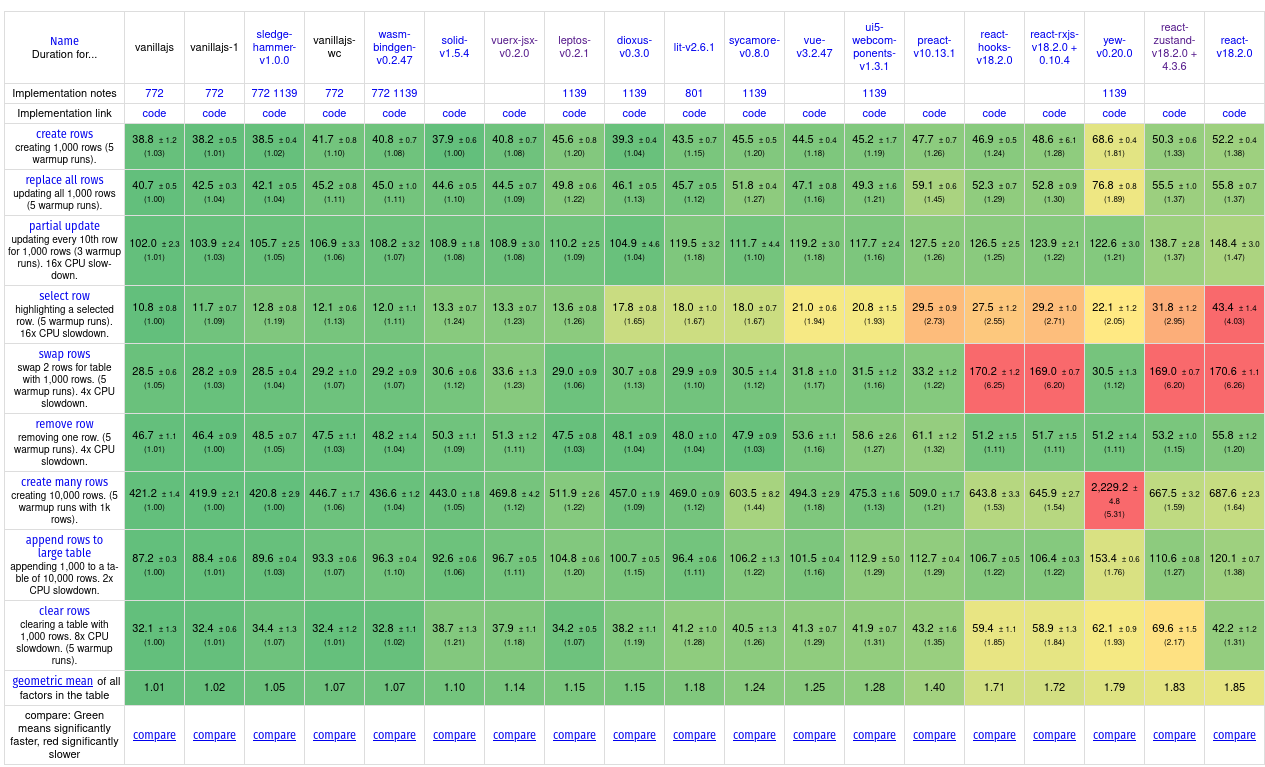 Name
Duration for...
vanillajs
vanillajs-1
sledge-
hammer-
v1.0.0
vanillajs-
wc
wasm-
bindgen-
v0.2.47
solid-
v1.5.4
vuerx-jsx-
v0.2.0
leptos-
v0.2.1
dioxus-
v0.3.0
lit-v2.6.1
sycamore-
v0.8.0
vue-
v3.2.47
ui5-
webcom-
ponents-
v1.3.1
preact-
v10.13.1
react-
hooks-
v18.2.0
react-rxjs-
v18.2.0 +
0.10.4
yew-
v0.20.0
react-
zustand-
v18.2.0 +
4.3.6
react-
v18.2.0
Implementation notes
772 772 772 1139 772 772 1139 1139 1139 801 1139 1139 1139
Implementation link
code code code code code code code code code code code code code code code code code code code
create rows
creating 1,000 rows (5
warmup runs).
38.8 ± 1.2 38.2 ± 0.5 38.5 ± 0.4 41.7 ± 0.8 40.8 ± 0.7 37.9 ± 0.6 40.8 ± 0.7 45.6 ± 0.8 39.3 ± 0.4 43.5 ± 0.7 45.5 ± 0.5 44.5 ± 0.4 45.2 ± 1.7 47.7 ± 0.7 46.9 ± 0.5 48.6 ± 6.1 68.6 ± 0.4 50.3 ± 0.6 52.2 ± 0.4
(1.03) (1.01) (1.02) (1.10) (1.08) (1.00) (1.08) (1.20) (1.04) (1.15) (1.20) (1.18) (1.19) (1.26) (1.24) (1.28) (1.81) (1.33) (1.38)
replace all rows
updating all 1,000 rows
(5 warmup runs).
40.7 ± 0.5 42.5 ± 0.3 42.1 ± 0.5 45.2 ± 0.8 45.0 ± 1.0 44.6 ± 0.5 44.5 ± 0.7 49.8 ± 0.6 46.1 ± 0.5 45.7 ± 0.5 51.8 ± 0.4 47.1 ± 0.8 49.3 ± 1.6 59.1 ± 0.6 52.3 ± 0.7 52.8 ± 0.9 76.8 ± 0.8 55.5 ± 1.0 55.8 ± 0.7
(1.00) (1.04) (1.04) (1.11) (1.11) (1.10) (1.09) (1.22) (1.13) (1.12) (1.27) (1.16) (1.21) (1.45) (1.29) (1.30) (1.89) (1.37) (1.37)
partial update
updating every 10th row
for 1,000 rows (3 warmup
runs). 16x CPU slow-
down.
102.0 ± 2.3 103.9 ± 2.4 105.7 ± 2.5 106.9 ± 3.3 108.2 ± 3.2 108.9 ± 1.8 108.9 ± 3.0 110.2 ± 2.5 104.9 ± 4.6 119.5 ± 3.2 111.7 ± 4.4 119.2 ± 3.0 117.7 ± 2.4 127.5 ± 2.0 126.5 ± 2.5 123.9 ± 2.1 122.6 ± 3.0 138.7 ± 2.8 148.4 ± 3.0
(1.01) (1.03) (1.05) (1.06) (1.07) (1.08) (1.08) (1.09) (1.04) (1.18) (1.10) (1.18) (1.16) (1.26) (1.25) (1.22) (1.21) (1.37) (1.47)
select row
highlighting a selected
row. (5 warmup runs).
16x CPU slowdown.
10.8 ± 0.8 11.7 ± 0.7 12.8 ± 0.8 12.1 ± 0.6 12.0 ± 1.1 13.3 ± 0.7 13.3 ± 0.7 13.6 ± 0.8 17.8 ± 0.8 18.0 ± 1.0 18.0 ± 0.7 21.0 ± 0.6 20.8 ± 1.5 29.5 ± 0.9 27.5 ± 1.2 29.2 ± 1.0 22.1 ± 1.2 31.8 ± 1.2 43.4 ± 1.4
(1.00) (1.09) (1.19) (1.13) (1.11) (1.24) (1.23) (1.26) (1.65) (1.67) (1.67) (1.94) (1.93) (2.73) (2.55) (2.71) (2.05) (2.95) (4.03)
swap rows
swap 2 rows for table
with 1,000 rows. (5
warmup runs). 4x CPU
slowdown.
28.5 ± 0.6 28.2 ± 0.9 28.5 ± 0.4 29.2 ± 1.0 29.2 ± 0.9 30.6 ± 0.6 33.6 ± 1.3 29.0 ± 0.9 30.7 ± 0.8 29.9 ± 0.9 30.5 ± 1.4 31.8 ± 1.0 31.5 ± 1.2 33.2 ± 1.2 170.2 ± 1.2 169.0 ± 0.7 30.5 ± 1.3 169.0 ± 0.7 170.6 ± 1.1
(1.05) (1.03) (1.04) (1.07) (1.07) (1.12) (1.23) (1.06) (1.13) (1.10) (1.12) (1.17) (1.16) (1.22) (6.25) (6.20) (1.12) (6.20) (6.26)
remove row
removing one row. (5
warmup runs). 4x CPU
slowdown.
46.7 ± 1.1 46.4 ± 0.9 48.5 ± 0.7 47.5 ± 1.1 48.2 ± 1.4 50.3 ± 1.1 51.3 ± 1.2 47.5 ± 0.8 48.1 ± 0.9 48.0 ± 1.0 47.9 ± 0.9 53.6 ± 1.1 58.6 ± 2.6 61.1 ± 1.2 51.2 ± 1.5 51.7 ± 1.5 51.2 ± 1.4 53.2 ± 1.0 55.8 ± 1.2
(1.01) (1.00) (1.05) (1.03) (1.04) (1.09) (1.11) (1.03) (1.04) (1.04) (1.03) (1.16) (1.27) (1.32) (1.11) (1.11) (1.11) (1.15) (1.20)
create many rows
creating 10,000 rows. (5
warmup runs with 1k
rows).
421.2 ± 1.4 419.9 ± 2.1 420.8 ± 2.9 446.7 ± 1.7 436.6 ± 1.2 443.0 ± 1.8 469.8 ± 4.2 511.9 ± 2.6 457.0 ± 1.9 469.0 ± 0.9 603.5 ± 8.2 494.3 ± 2.9 475.3 ± 1.6 509.0 ± 1.7 643.8 ± 3.3 645.9 ± 2.7 2,229.2 ± 4.8 667.5 ± 3.2 687.6 ± 2.3
(1.00) (1.00) (1.00) (1.06) (1.04) (1.05) (1.12) (1.22) (1.09) (1.12) (1.44) (1.18) (1.13) (1.21) (1.53) (1.54) (5.31) (1.59) (1.64)
append rows to
large table
appending 1,000 to a ta-
ble of 10,000 rows. 2x
CPU slowdown.
87.2 ± 0.3 88.4 ± 0.6 89.6 ± 0.4 93.3 ± 0.6 96.3 ± 0.4 92.6 ± 0.6 96.7 ± 0.5 104.8 ± 0.6 100.7 ± 0.5 96.4 ± 0.6 106.2 ± 1.3 101.5 ± 0.4 112.9 ± 5.0 112.7 ± 0.4 106.7 ± 0.5 106.4 ± 0.3 153.4 ± 0.6 110.6 ± 0.8 120.1 ± 0.7
(1.00) (1.01) (1.03) (1.07) (1.10) (1.06) (1.11) (1.20) (1.15) (1.11) (1.22) (1.16) (1.29) (1.29) (1.22) (1.22) (1.76) (1.27) (1.38)
clear rows
clearing a table with
1,000 rows. 8x CPU
slowdown. (5 warmup
runs).
32.1 ± 1.3 32.4 ± 0.6 34.4 ± 1.3 32.4 ± 1.2 32.8 ± 1.1 38.7 ± 1.3 37.9 ± 1.1 34.2 ± 0.5 38.2 ± 1.1 41.2 ± 1.0 40.5 ± 1.3 41.3 ± 0.7 41.9 ± 0.7 43.2 ± 1.6 59.4 ± 1.1 58.9 ± 1.3 62.1 ± 0.9 69.6 ± 1.5 42.2 ± 1.2
(1.00) (1.01) (1.07) (1.01) (1.02) (1.21) (1.18) (1.07) (1.19) (1.28) (1.26) (1.29) (1.31) (1.35) (1.85) (1.84) (1.93) (2.17) (1.31)
geometric mean of all
factors in the table
1.01 1.02 1.05 1.07 1.07 1.10 1.14 1.15 1.15 1.18 1.24 1.25 1.28 1.40 1.71 1.72 1.79 1.83 1.85
compare: Green
means significantly
faster, red significantly
slower
compare compare compare compare compare compare compare compare compare compare compare compare compare compare compare compare compare compare compare